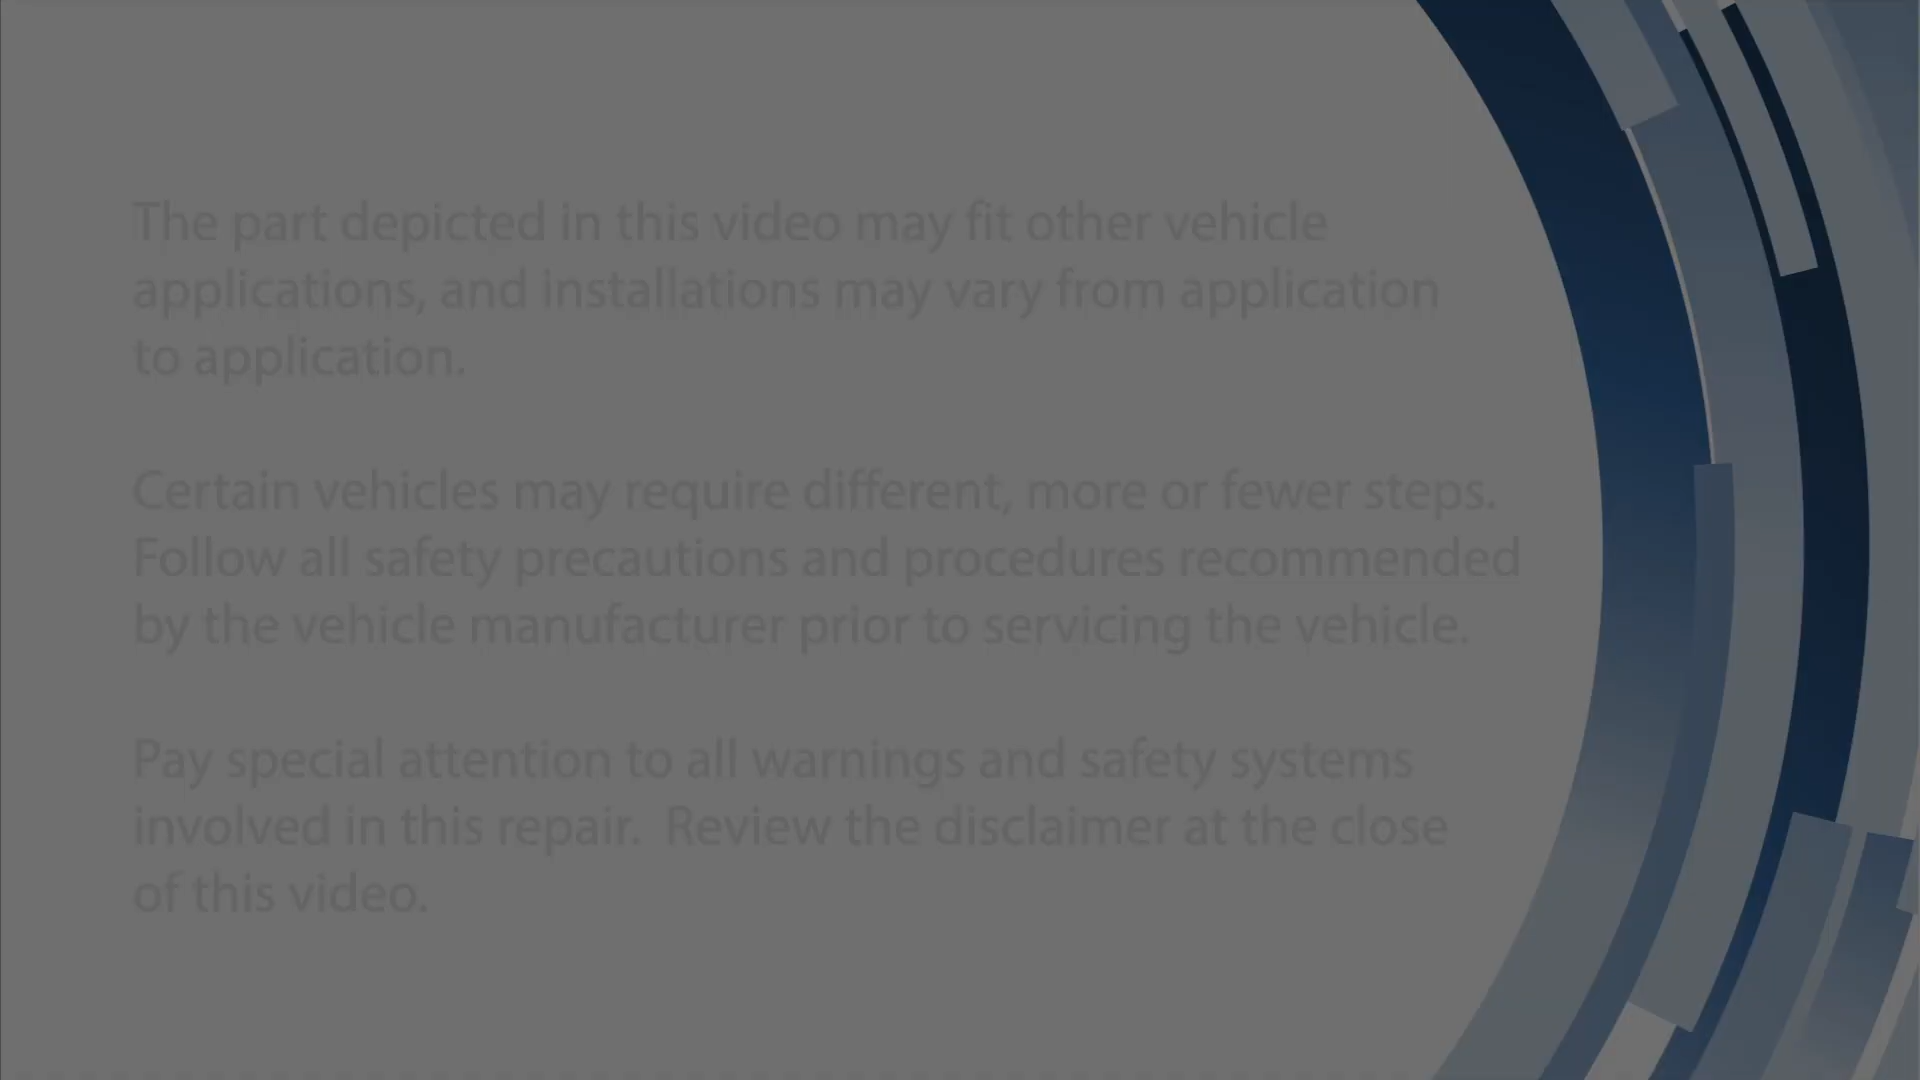 The part depicted in this video may fit other vehicle
applications, and installations may vary from application
to application.
Certain vehicles may require different, more or fewer steps.
Follow all safety precautions and procedures recommended
by the vehicle manufacturer prior to servicing the vehicle.
Pay special attention to all warnings and safety systems
involved in this repair.  Review the disclaimer at the close
of this video.